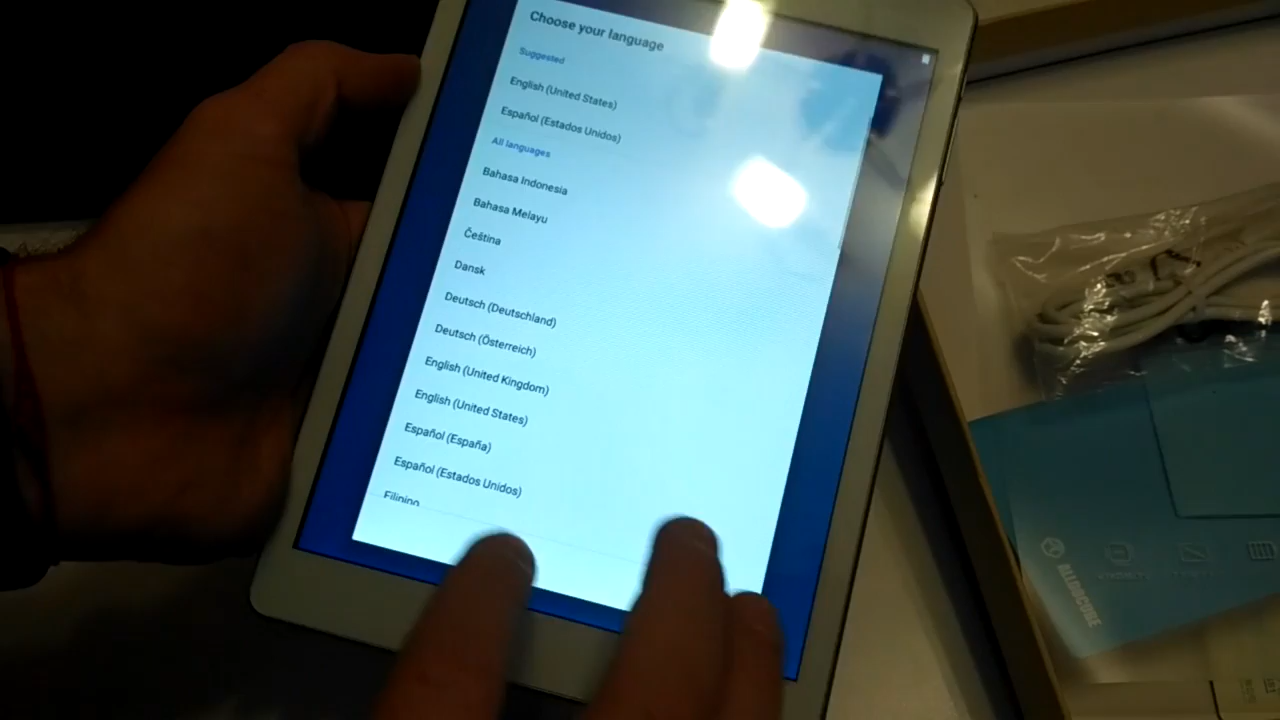 Choose your language
Suggested
English (United States)
Español (Estados Unidos)
All languages
Bahasa Indonesia
Bahasa Melayu
Čeština
Dansk
Deutsch (Deutschland)
Deutsch (Österreich)
English (United Kingdom)
English (United States)
Español (España)
Español (Estados Unidos)
Filipino
ALLDOCUBE